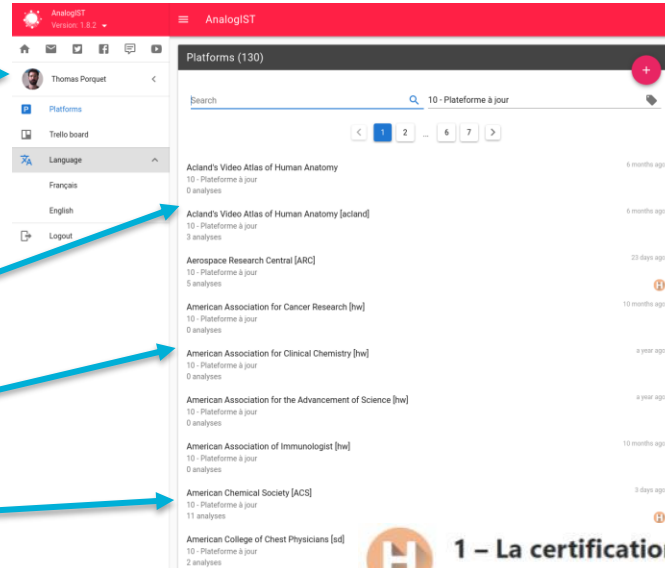 AnalogIST
Version: 1.8.2
Thomas Porquet
Platforms
Trello board
Language
Français
English
Logout
AnalogIST
Platforms (130)
Search
10 - Plateforme à jour
1 2 ... 6 7
Acland's Video Atlas of Human Anatomy
6 months ago
10 - Plateforme à jour
0 analyses
Acland's Video Atlas of Human Anatomy [acland]
6 months ago
10 - Plateforme à jour
3 analyses
Aerospace Research Central [ARC]
23 days ago
10 - Plateforme à jour
5 analyses
H
American Association for Cancer Research [hw]
10 months ago
10 - Plateforme à jour
0 analyses
American Association for Clinical Chemistry [hw]
a year ago
10 - Plateforme à jour
0 analyses
American Association for the Advancement of Science [hw]
a year ago
10 - Plateforme à jour
0 analyses
American Association of Immunologist [hw]
10 months ago
10 - Plateforme à jour
0 analyses
American Chemical Society [ACS]
3 days ago
10 - Plateforme à jour
11 analyses
H
American College of Chest Physicians [sd]
10 - Plateforme à jour
2 analyses
H
1 – La certification